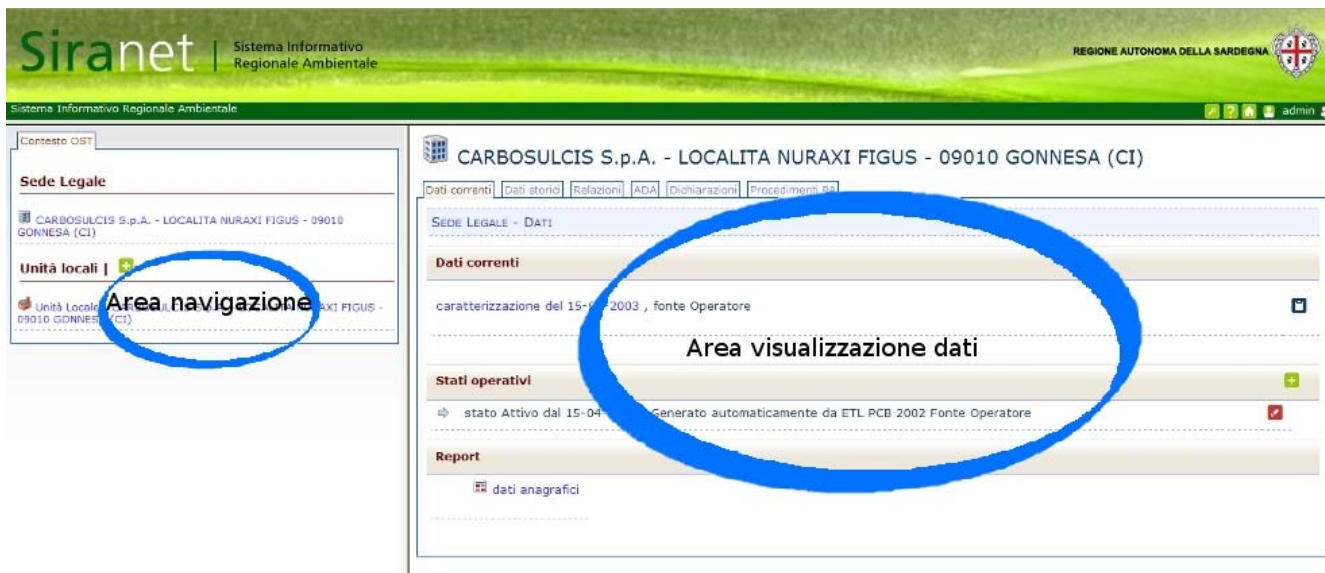 Siranet | Sistema Informativo
Regionale Ambientale
REGIONE AUTONOMA DELLA SARDEGNA
Sistema Informativo Regionale Ambientale
admin
Contesto OST
Sede Legale
CARBOSULCIS S.p.A. - LOCALITA NURAXI FIGUS - 09010
GONNESA (CI)
Unità locali |
Unità Locale
AXI FIGUS -
09010 GONNES (CI)
Area navigazione
CARBOSULCIS S.p.A. - LOCALITA NURAXI FIGUS - 09010 GONNESA (CI)
Dati correnti Dati storici Relazioni ADA Dichiarazioni Procedimenti PA
SEDE LEGALE - DATI
Dati correnti
caratterizzazione del 15- 2003 , fonte Operatore
Area visualizzazione dati
Stati operativi
stato Attivo dal 15-04- Generato automaticamente da ETL PCB 2002 Fonte Operatore
Report
dati anagrafici